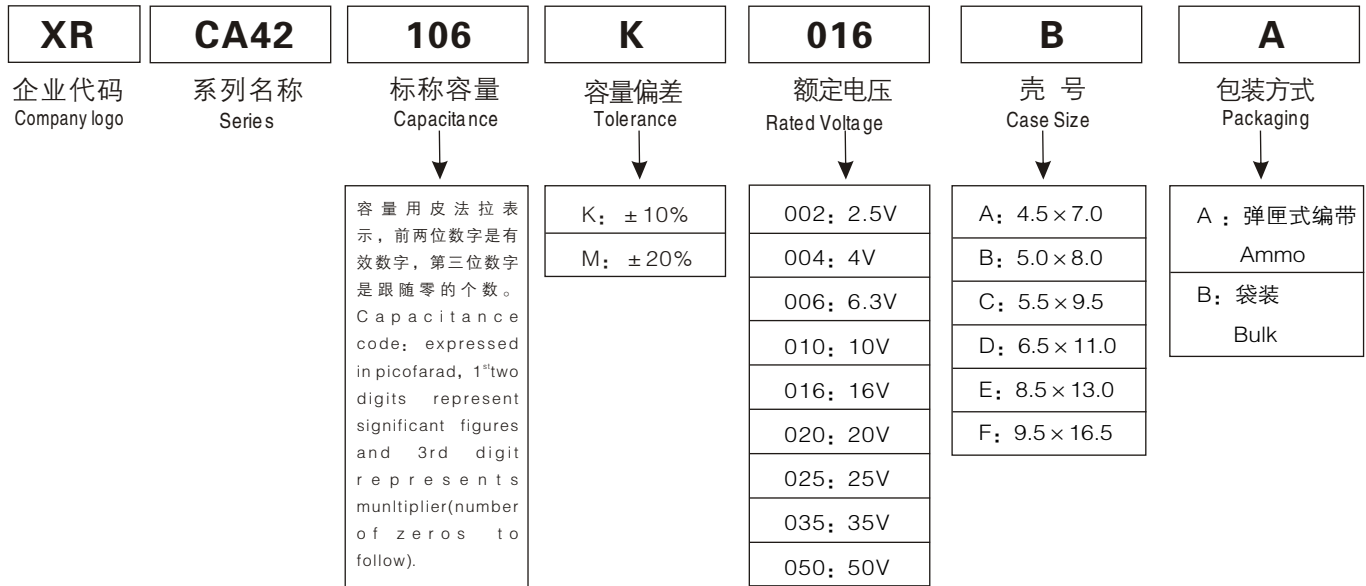 XR CA42 106 K 016 B A
企业代码 系列名称 标称容量 容量偏差 额定电压 壳 号 包装方式
Company logo Series Capacitance Tolerance Rated Voltage Case Size Packaging
容量用皮法拉表
示，前两位数字是有
效数字，第三位数字
是跟随零的个数。
Capacitance
code：expressed
in picofarad，1st two
digits represent
significant figures
and 3rd digit
represents
munltiplier(number
of zeros to
follow).
K：±10%
M：±20%
002：2.5V
004：4V
006：6.3V
010：10V
016：16V
020：20V
025：25V
035：35V
050：50V
A：4.5×7.0
B：5.0×8.0
C：5.5×9.5
D：6.5×11.0
E：8.5×13.0
F：9.5×16.5
A ：弹匣式编带
Ammo
B：袋装
Bulk